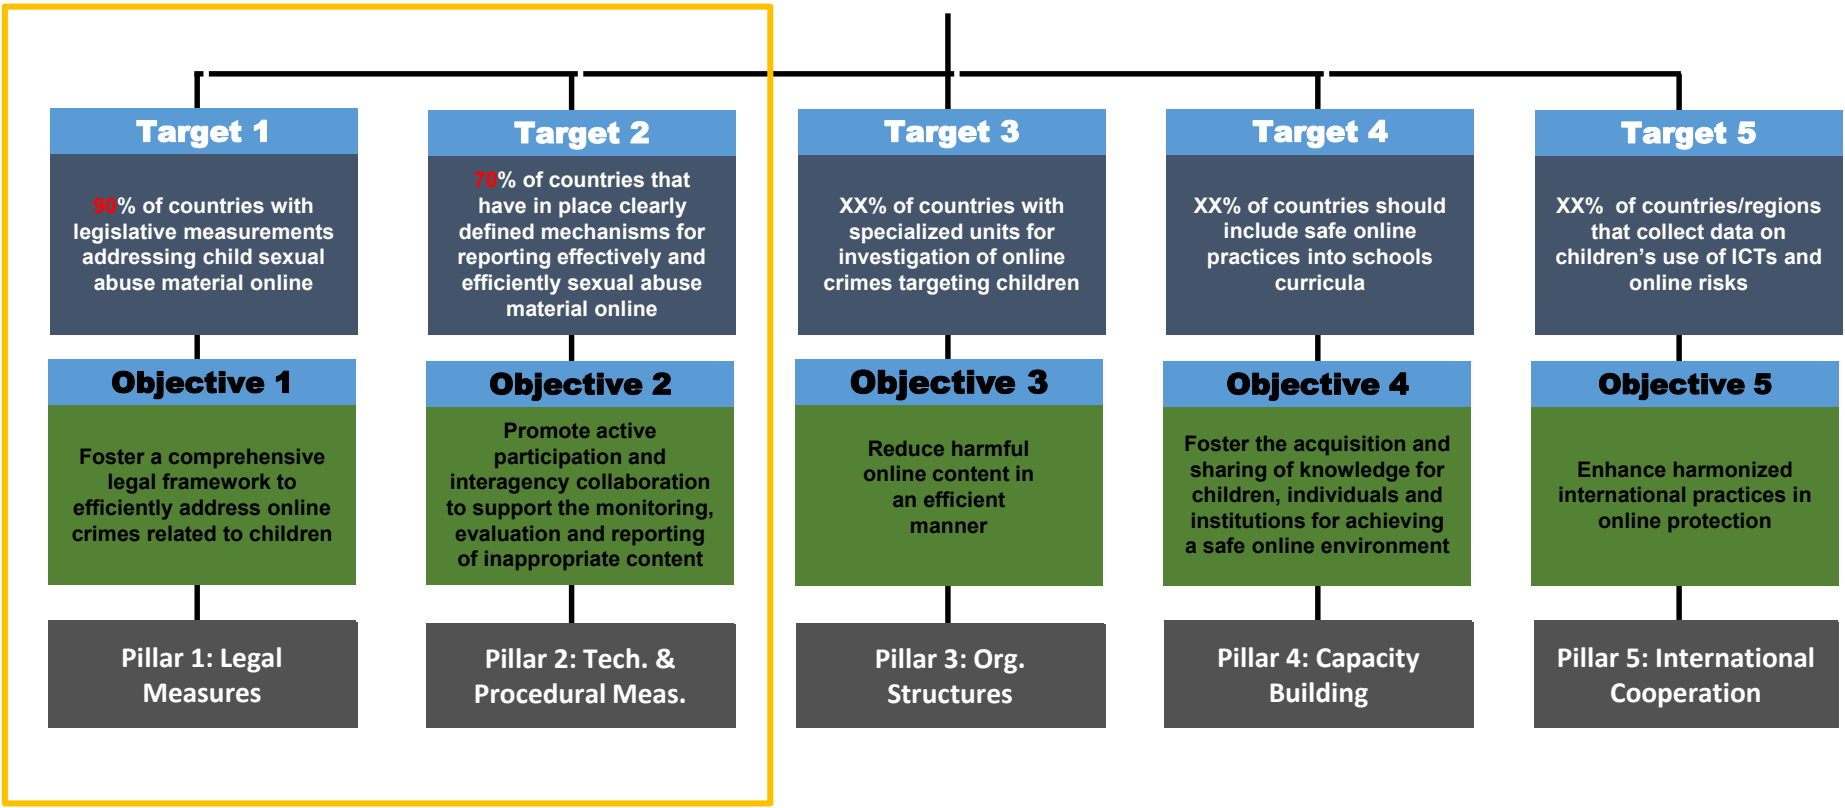 Target 1
90% of countries with
legislative measurements
addressing child sexual
abuse material online
Objective 1
Foster a comprehensive
legal framework to
efficiently address online
crimes related to children
Pillar 1: Legal
Measures
Target 2
70% of countries that
have in place clearly
defined mechanisms for
reporting effectively and
efficiently sexual abuse
material online
Objective 2
Promote active
participation and
interagency collaboration
to support the monitoring,
evaluation and reporting
of inappropriate content
Pillar 2: Tech. &
Procedural Meas.
Target 3
XX% of countries with
specialized units for
investigation of online
crimes targeting children
Objective 3
Reduce harmful
online content in
an efficient
manner
Pillar 3: Org.
Structures
Target 4
XX% of countries should
include safe online
practices into schools
curricula
Objective 4
Foster the acquisition and
sharing of knowledge for
children, individuals and
institutions for achieving
a safe online environment
Pillar 4: Capacity
Building
Target 5
XX% of countries/regions
that collect data on
children’s use of ICTs and
online risks
Objective 5
Enhance harmonized
international practices in
online protection
Pillar 5: International
Cooperation